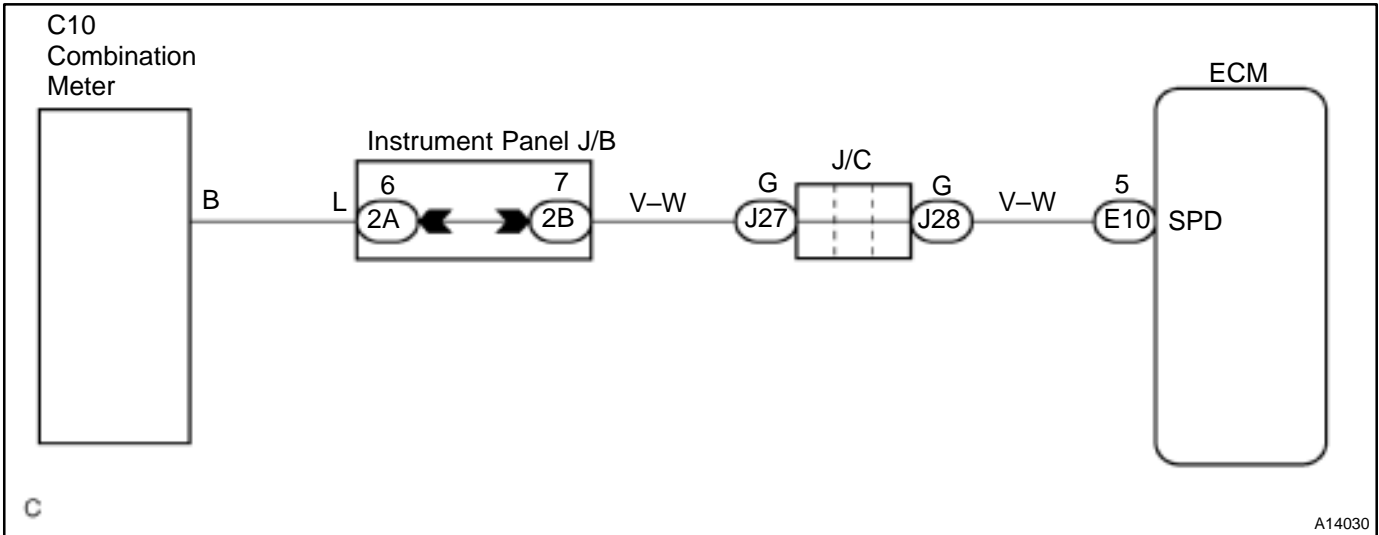 C10
Combination
Meter
ECM
Instrument Panel J/B
J/C
6 7 G G 5
B L 2A 2B V–W J27 J28 V–W E10 SPD
C
A14030